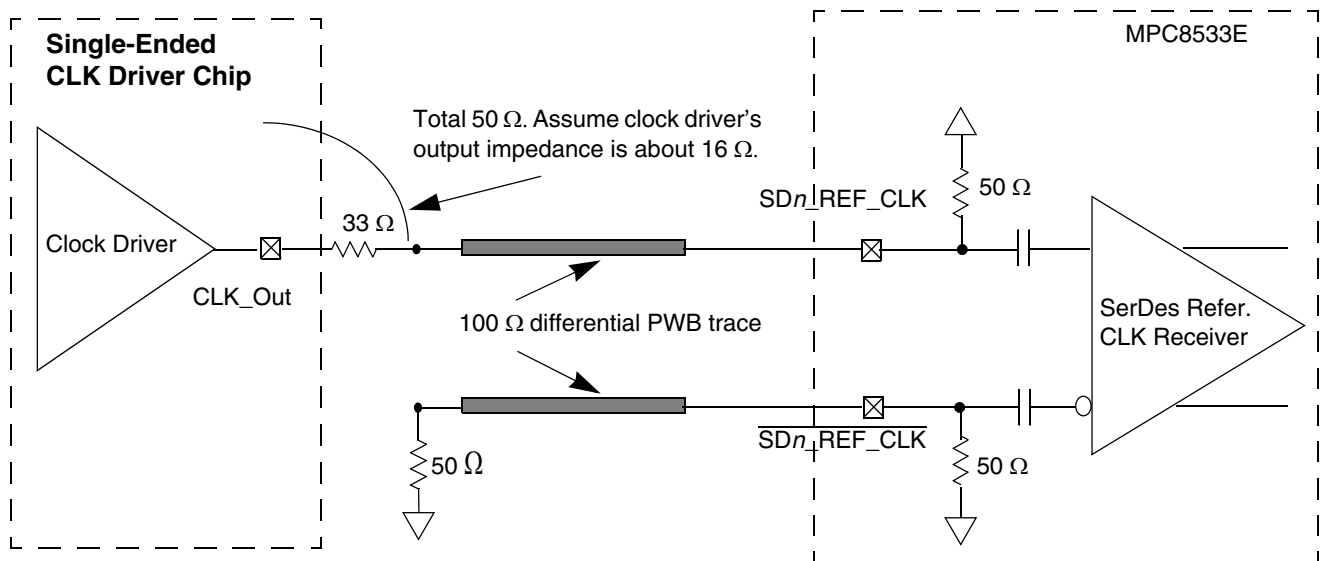 Single-Ended
CLK Driver Chip
MPC8533E
Total 50 Ω. Assume clock driver's
output impedance is about 16 Ω.
SDn_REF_CLK
50 Ω
33 Ω
Clock Driver
CLK_Out
100 Ω differential PWB trace
SerDes Refer.
CLK Receiver
SDn_REF_CLK
50 Ω
50 Ω